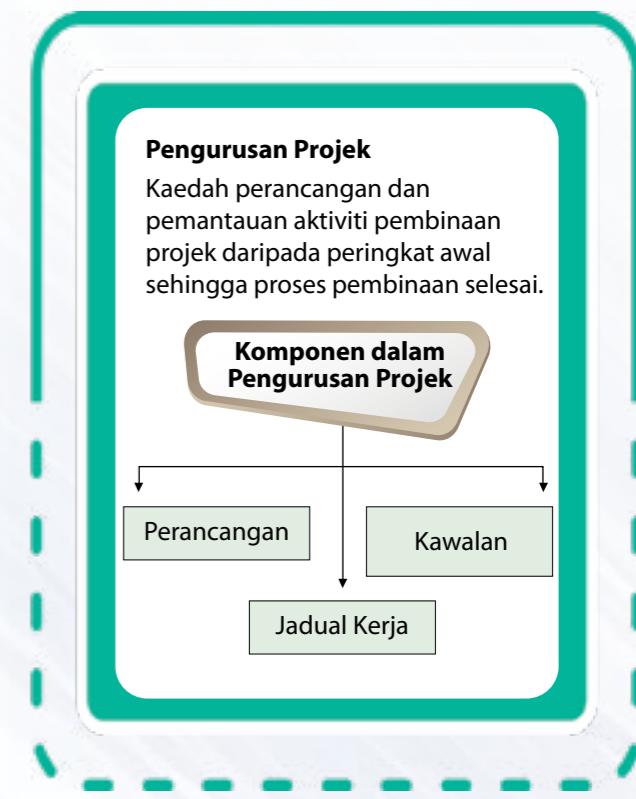 Pengurusan Projek
Kaedah perancangan dan
pemantauan aktiviti pembinaan
projek daripada peringkat awal
sehingga proses pembinaan selesai.
Komponen dalam
Pengurusan Projek
Perancangan
Kawalan
Jadual Kerja